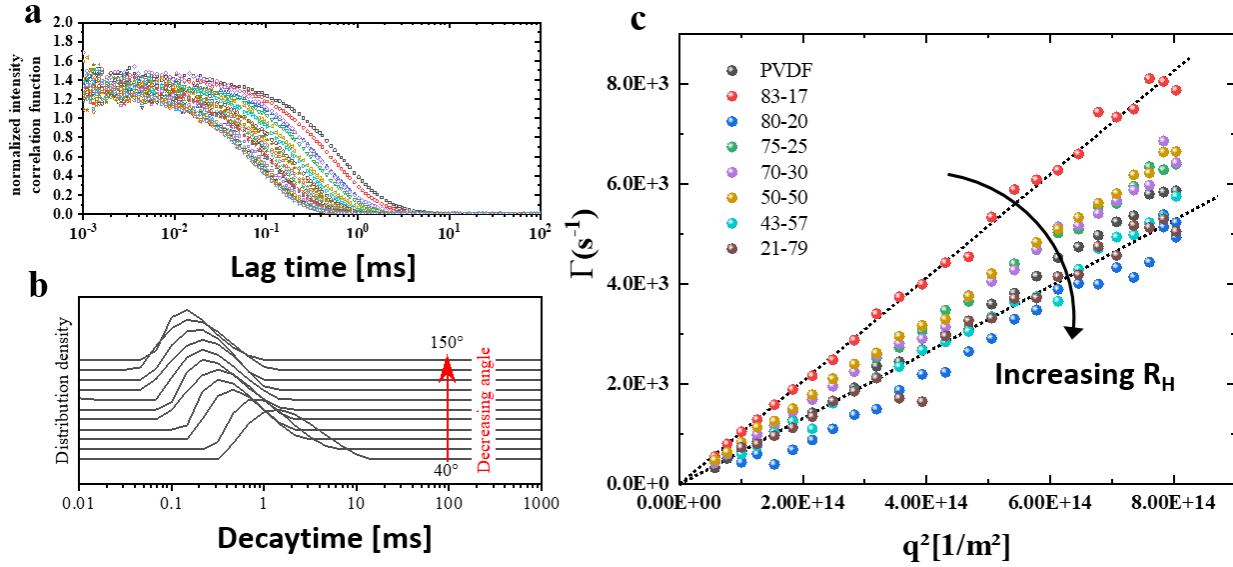 a
2.0
1.8
1.6
1.4
1.2
1.0
0.8
0.6
0.4
0.2
0.0
normalized intensity
correlation function
10⁻³
10⁻²
10⁻¹
10⁰
10¹
10²
Lag time [ms]
b
Distribution density
150°
40°
Decreasing angle
0.01
0.1
1
10
100
1000
Decaytime [ms]
c
8.0E+3
6.0E+3
4.0E+3
2.0E+3
0.0E+0
Γ(s⁻¹)
PVDF
83-17
80-20
75-25
70-30
50-50
43-57
21-79
Increasing R_H
0.00E+00
2.00E+14
4.00E+14
6.00E+14
8.00E+14
q²[1/m²]